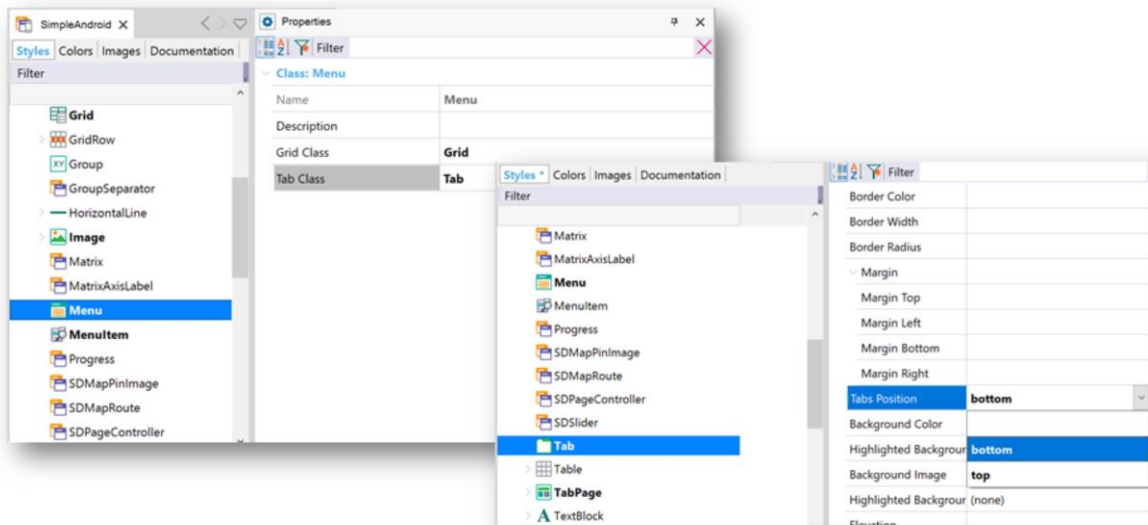 SimpleAndroid
Properties
Styles Colors Images Documentation
Filter
Filter
Class: Menu
Grid
GridRow
XY Group
GroupSeparator
HorizontalLine
Image
Matrix
MatrixAxisLabel
Menu
MenuItem
Progress
SDMapPinImage
SDMapRoute
SDPageController
Name Menu
Description
Grid Class Grid
Tab Class Tab
Styles * Colors Images Documentation
Filter
Filter
Matrix
MatrixAxisLabel
Menu
MenuItem
Progress
SDMapPinImage
SDMapRoute
SDPageController
SDSlider
Tab
Table
TabPage
A TextBlock
Border Color
Border Width
Border Radius
Margin
Margin Top
Margin Left
Margin Bottom
Margin Right
Tabs Position bottom
Background Color
Highlighted Backgrour bottom
Background Image top
Highlighted Backgrour (none)
Elevation